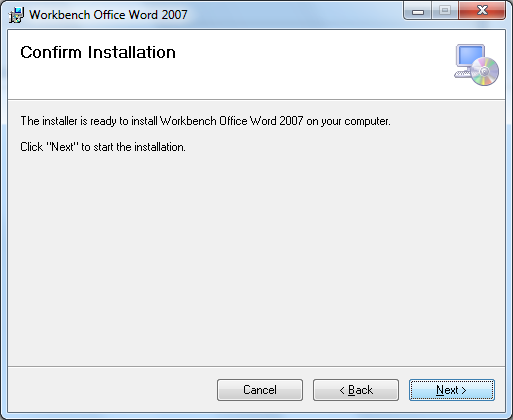 Workbench Office Word 2007
Confirm Installation
The installer is ready to install Workbench Office Word 2007 on your computer.
Click "Next" to start the installation.
Cancel
< Back
Next >